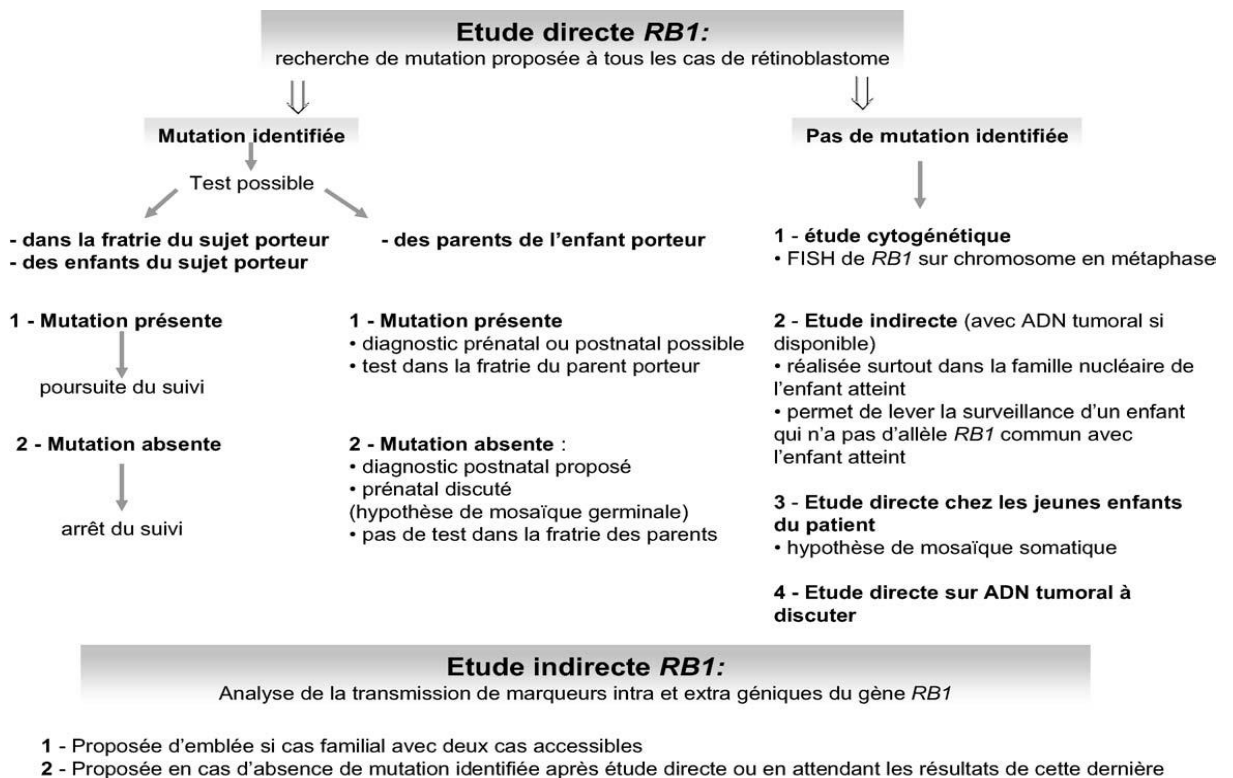 Etude directe RB1:
recherche de mutation proposée à tous les cas de rétinoblastome
Mutation identifiée
Test possible
- dans la fratrie du sujet porteur
- des enfants du sujet porteur
1 - Mutation présente
poursuite du suivi
2 - Mutation absente
arrêt du suivi
- des parents de l'enfant porteur
1 - Mutation présente
• diagnostic prénatal ou postnatal possible
• test dans la fratrie du parent porteur
2 - Mutation absente :
• diagnostic postnatal proposé
• prénatal discuté
(hypothèse de mosaïque germinale)
• pas de test dans la fratrie des parents
Pas de mutation identifiée
1 - étude cytogénétique
• FISH de RB1 sur chromosome en métaphase
2 - Etude indirecte (avec ADN tumoral si
disponible)
• réalisée surtout dans la famille nucléaire de
l'enfant atteint
• permet de lever la surveillance d'un enfant
qui n'a pas d'allèle RB1 commun avec
l'enfant atteint
3 - Etude directe chez les jeunes enfants
du patient
• hypothèse de mosaïque somatique
4 - Etude directe sur ADN tumoral à
discuter
Etude indirecte RB1:
Analyse de la transmission de marqueurs intra et extra géniques du gène RB1
1 - Proposée d'emblée si cas familial avec deux cas accessibles
2 - Proposée en cas d'absence de mutation identifiée après étude directe ou en attendant les résultats de cette dernière